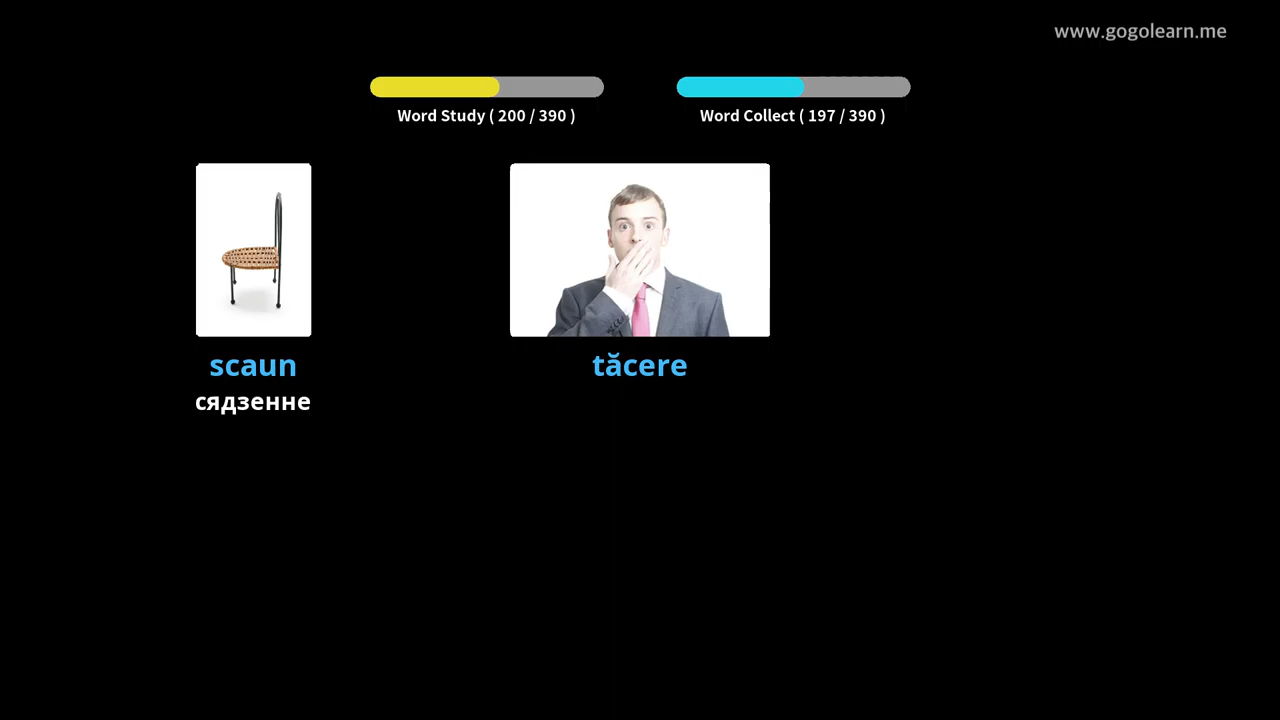 www.gogolearn.me
Word Study ( 200 / 390 )
Word Collect ( 197 / 390 )
scaun
tăcere
сядзенне